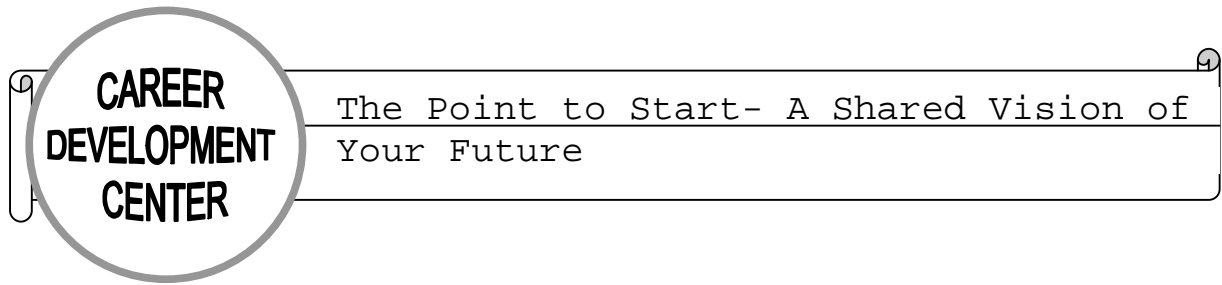 CAREER
DEVELOPMENT
CENTER
The Point to Start- A Shared Vision of
Your Future